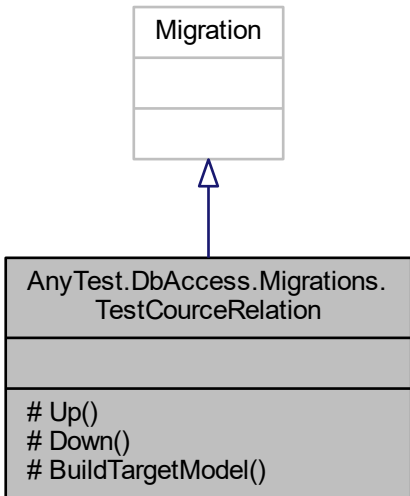 Migration
AnyTest.DbAccess.Migrations.
TestCourceRelation
# Up()
# Down()
# BuildTargetModel()